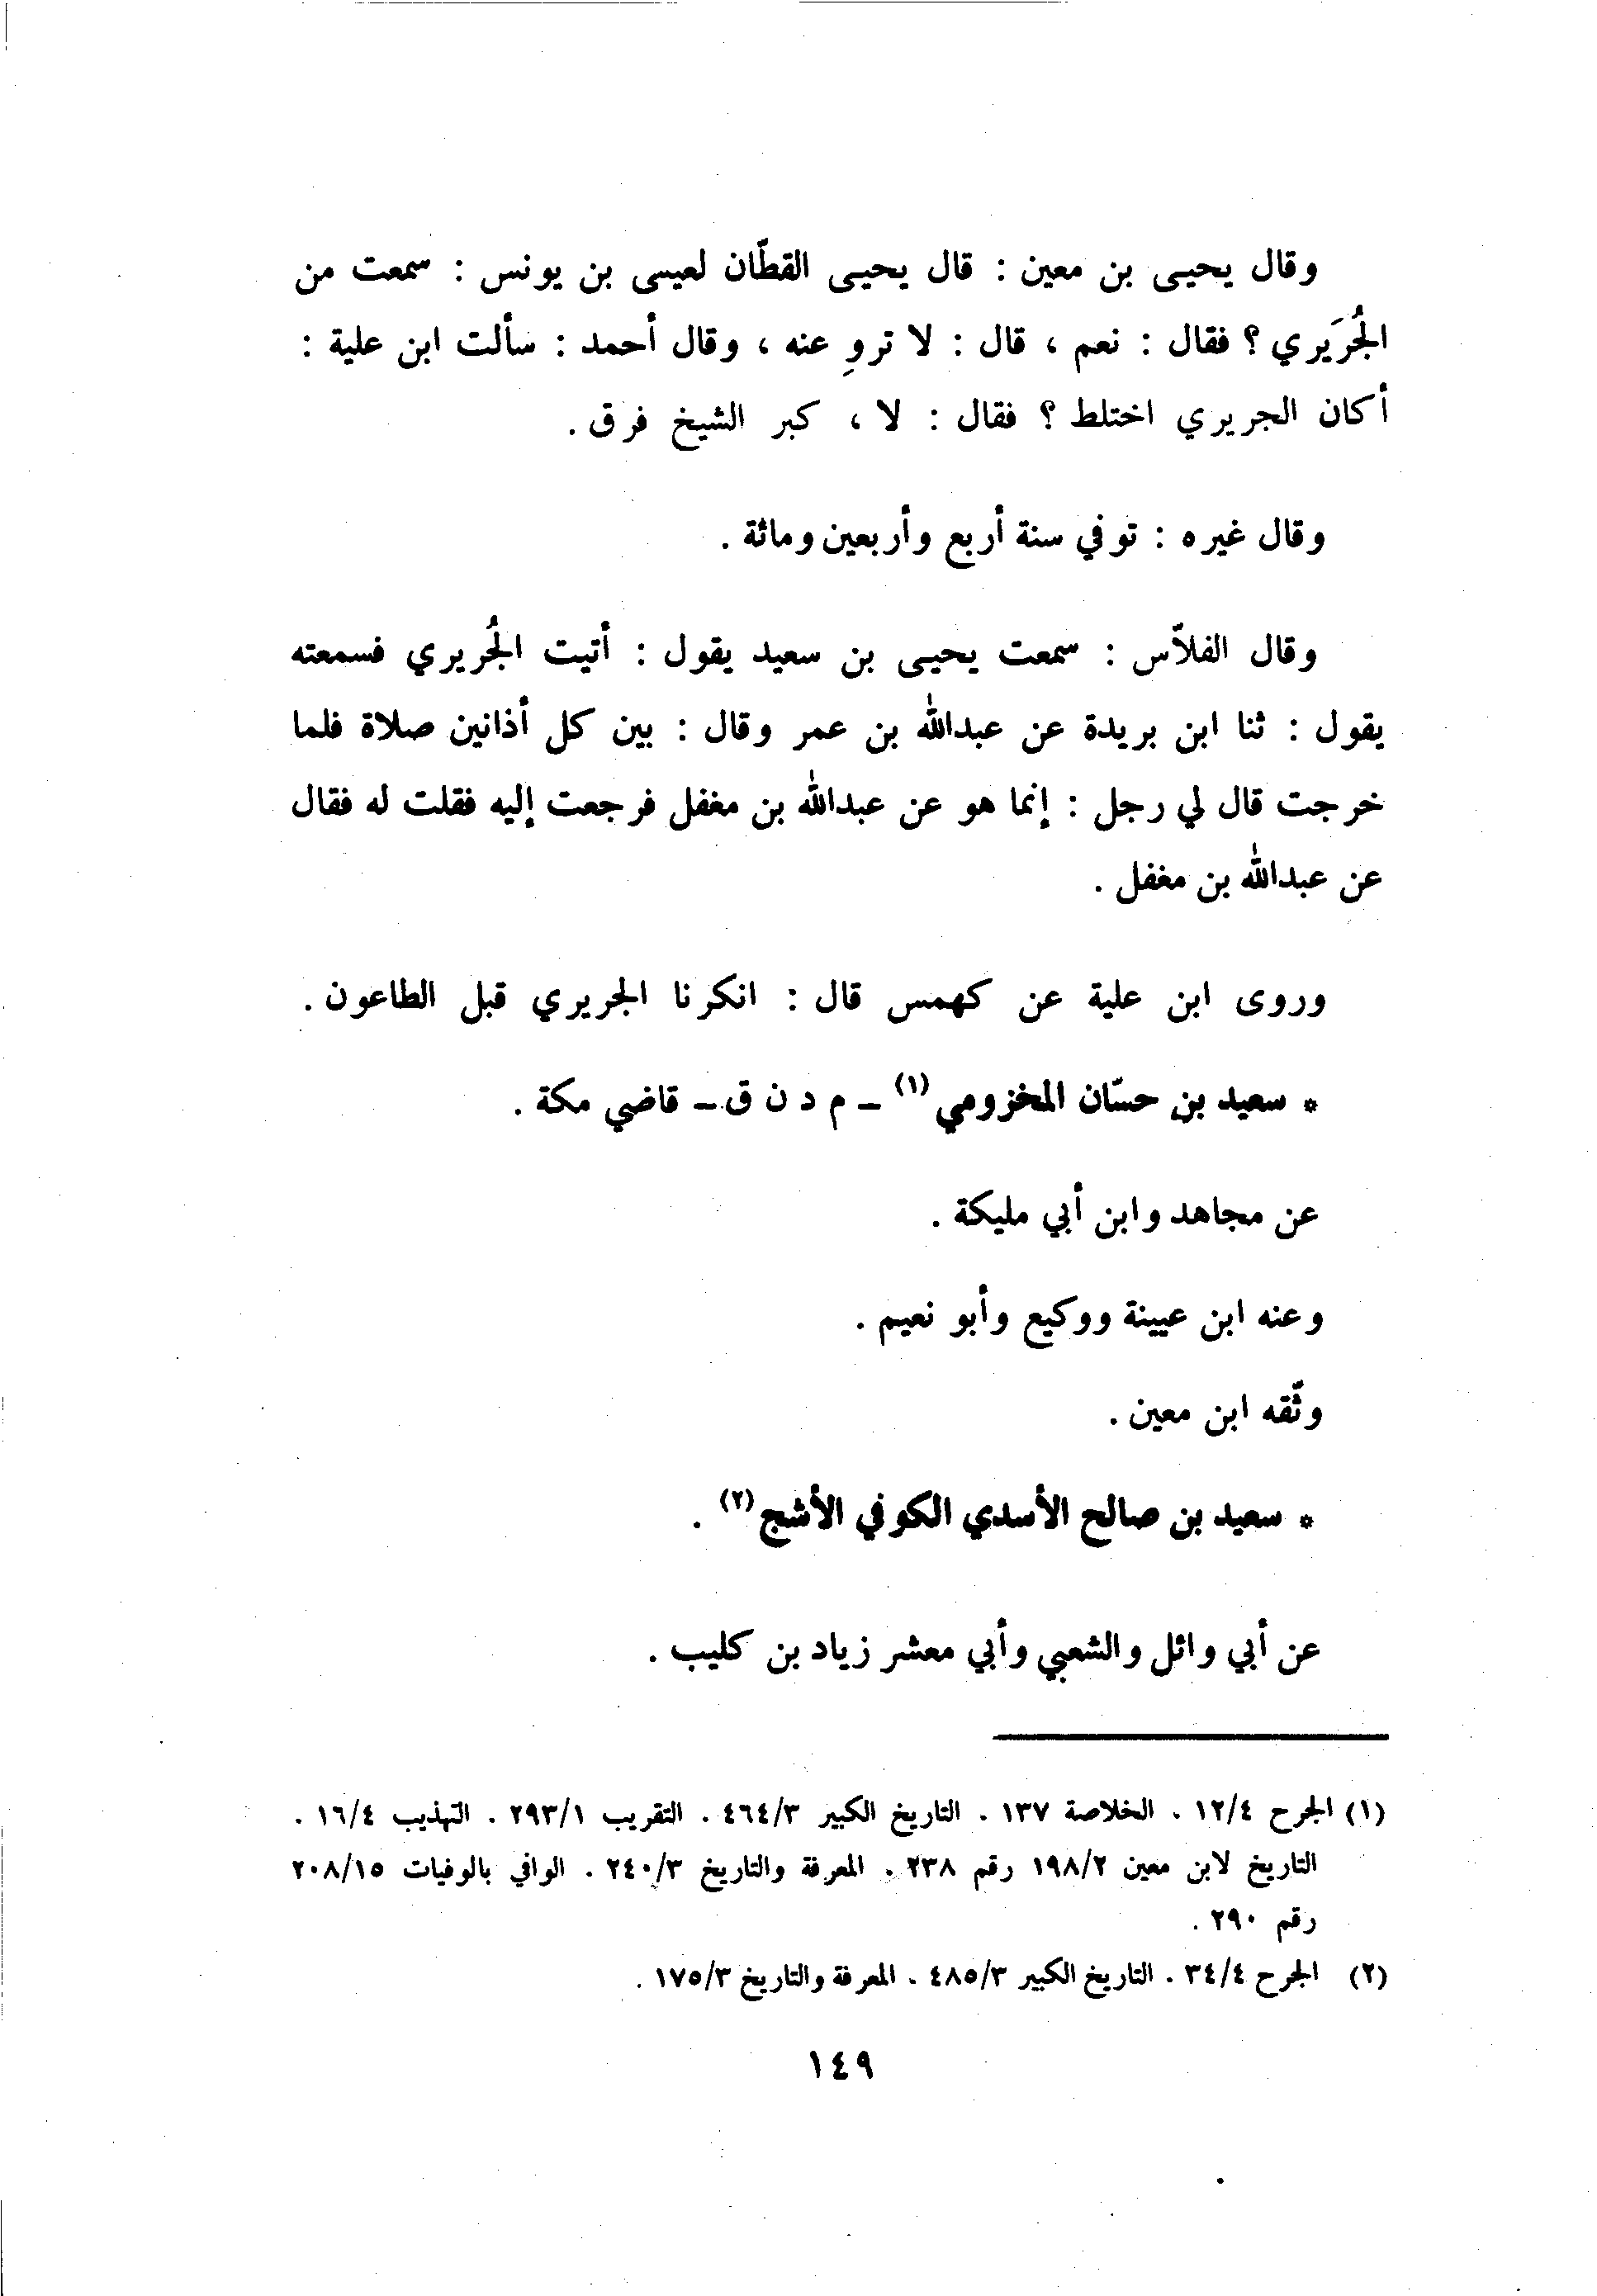 وقال يحيى بن معين : قال يحيى القطّان لعيسى بن يونس : سمعت من
الجُرَيري ؟ فقال : نعم ، قال : لا تروِ عنه ، وقال أحمد : سألت ابن علية :
أكان الجريري اختلط ؟ فقال : لا ، كبر الشيخ فرق .
وقال غيره : توفي سنة أربع وأربعين ومائة .
وقال الفلاّس : سمعت يحيى بن سعيد يقول : أتيت الجُريري فسمعته
يقول : ثنا ابن بريدة عن عبدالله بن عمر وقال : بين كل أذانين صلاة فلما
خرجت قال لي رجل : إنما هو عن عبدالله بن مغفل فرجعت إليه فقلت له فقال
عن عبدالله بن مغفل .
وروى ابن علية عن كهمس قال : انكرنا الجريري قبل الطاعون .
* سعيد بن حسّان المخزومي (١) ـ م د ن ق ـ قاضي مكة .
عن مجاهد وابن أبي مليكة .
وعنه ابن عيينة ووكيع وأبو نعيم .
وثّقه ابن معين .
* سعيد بن صالح الأسدي الكوفي الأشج (٢) .
عن أبي وائل والشعبي وأبي معشر زياد بن كليب .
(١) الجرح ١٢/٤ . الخلاصة ١٣٧ . التاريخ الكبير ٤٦٤/٣ . التقريب ٢٩٣/١ . التهذيب ١٦/٤ .
التاريخ لابن معين ١٩٨/٢ رقم ٢٣٨ . المعرفة والتاريخ ٢٤٠/٣ . الوافي بالوفيات ٢٠٨/١٥
رقم ٢٩٠ .
(٢) الجرح ٣٤/٤ . التاريخ الكبير ٤٨٥/٣ . المعرفة والتاريخ ١٧٥/٣ .
١٤٩